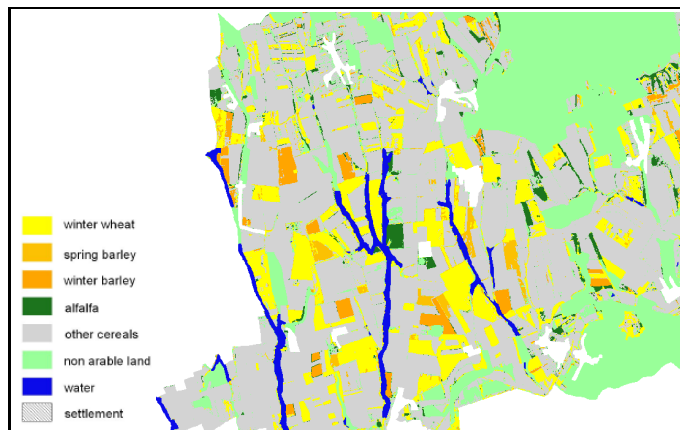 winter wheat
spring barley
winter barley
alfalfa
other cereals
non arable land
water
settlement